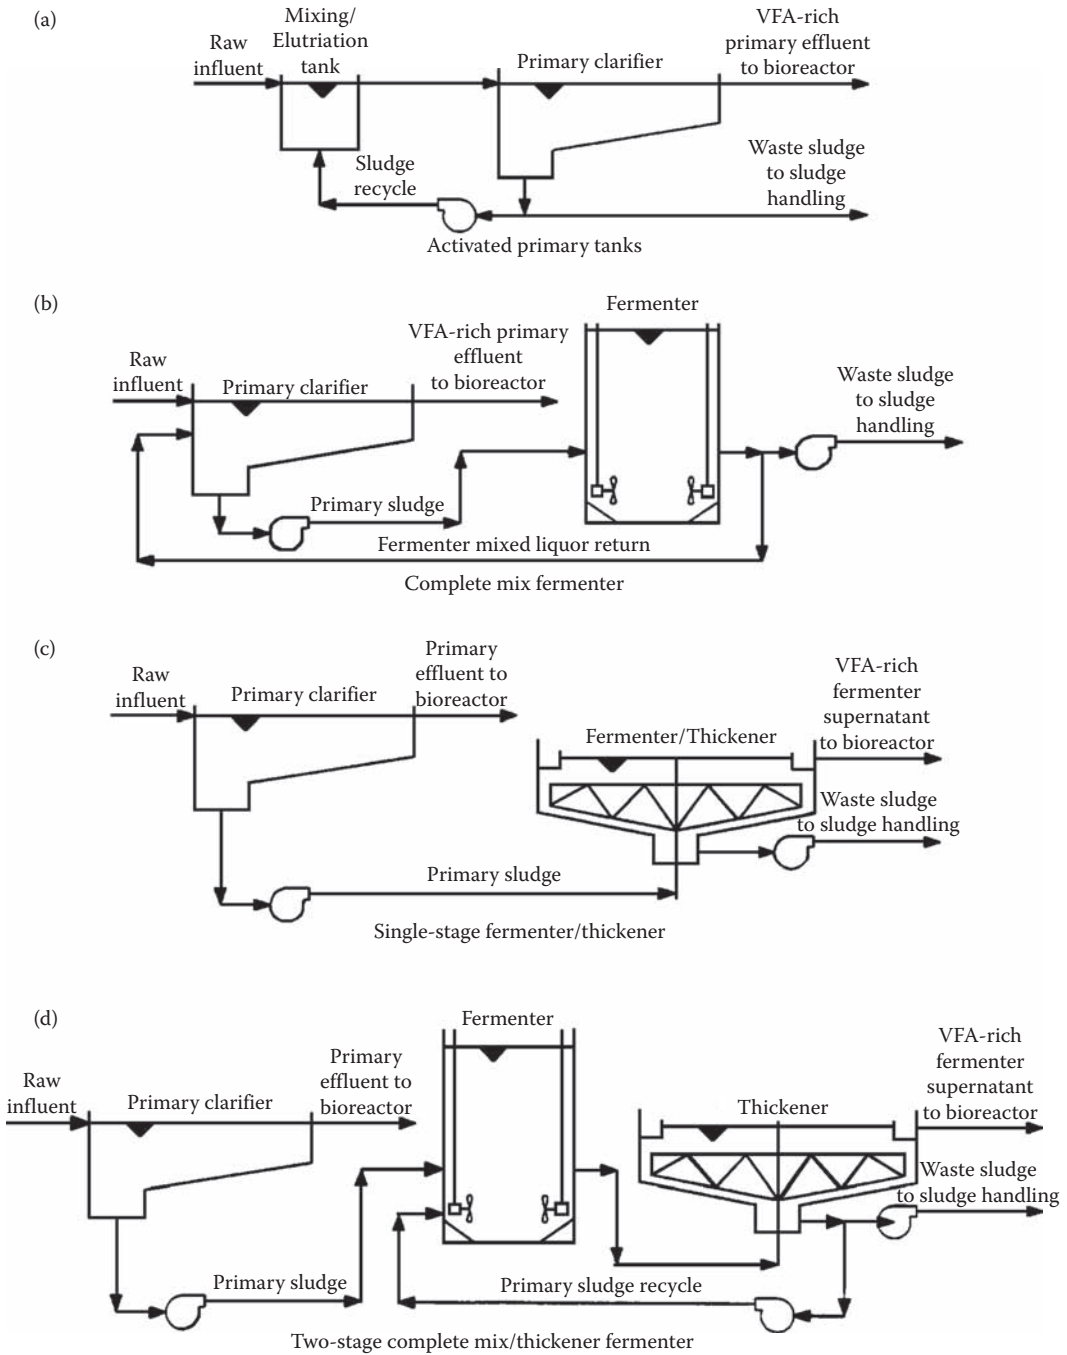 (a)
Mixing/
Elutriation
tank
Raw
influent
Primary clarifier
VFA-rich
primary effluent
to bioreactor
Sludge
recycle
Waste sludge
to sludge
handling
Activated primary tanks
(b)
Fermenter
VFA-rich primary
effluent
to bioreactor
Raw
influent
Primary clarifier
Waste sludge
to sludge
handling
Primary sludge
Fermenter mixed liquor return
Complete mix fermenter
(c)
Primary
effluent to
bioreactor
Raw
influent
Primary clarifier
VFA-rich
fermenter
supernatant
to bioreactor
Fermenter/Thickener
Waste sludge
to sludge handling
Primary sludge
Single-stage fermenter/thickener
(d)
Fermenter
Primary
effluent to
bioreactor
Raw
influent
Primary clarifier
VFA-rich
fermenter
supernatant
to bioreactor
Thickener
Waste sludge
to sludge handling
Primary sludge
Primary sludge recycle
Two-stage complete mix/thickener fermenter